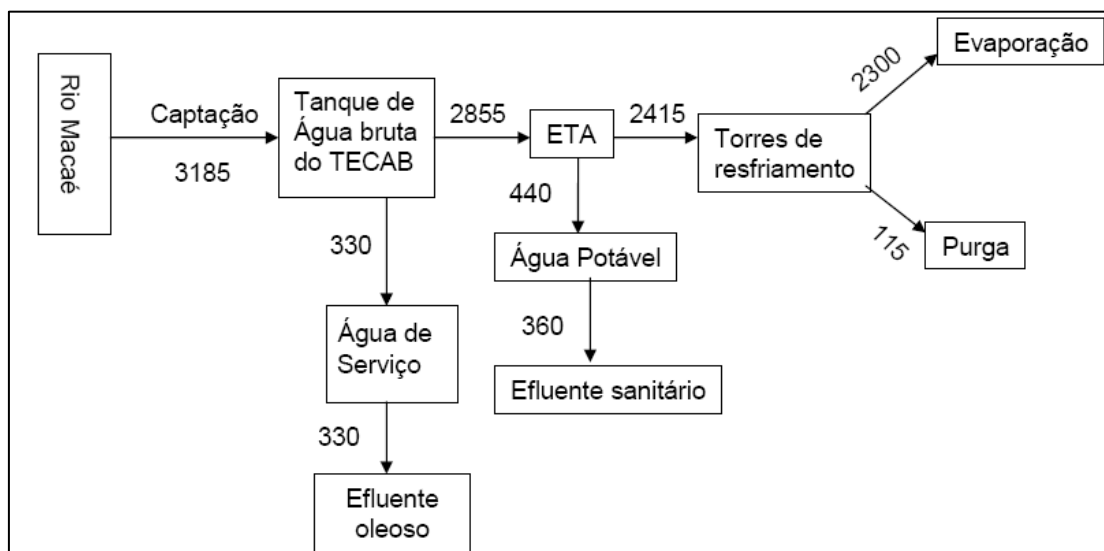 Rio Macaé
Captação
3185
Tanque de
Água bruta
do TECAB
2855
ETA
2415
Torres de
resfriamento
2300
Evaporação
115
Purga
440
Água Potável
360
Efluente sanitário
330
Água de
Serviço
330
Efluente
oleoso